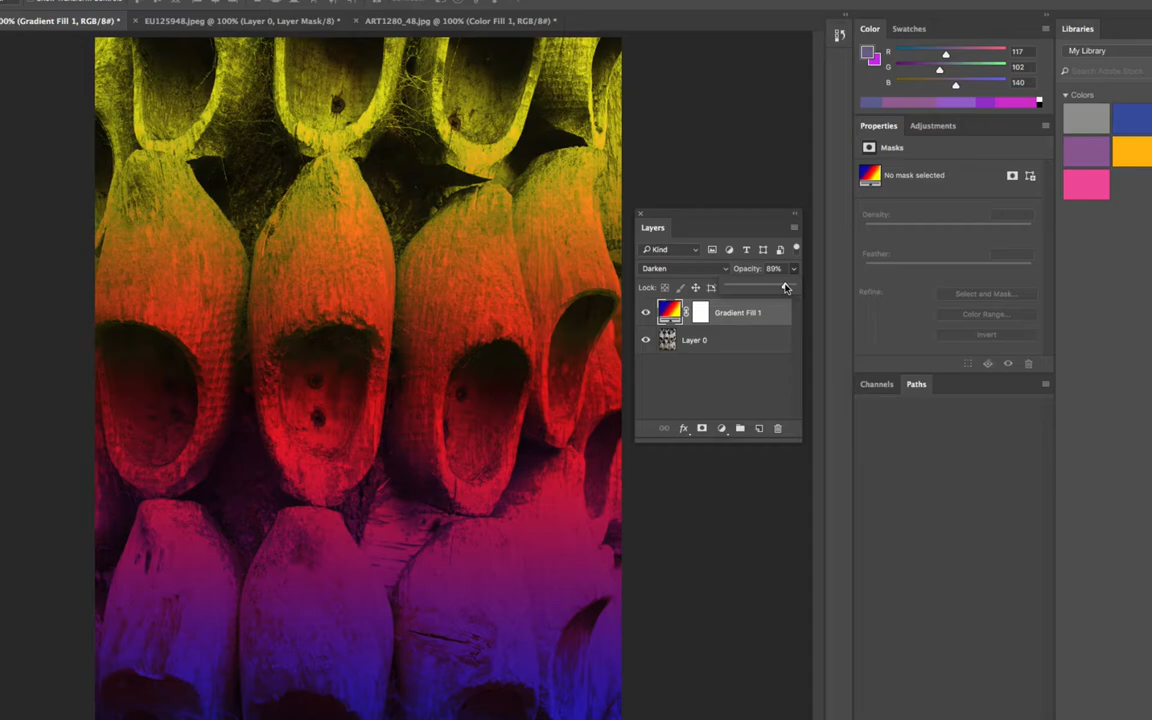 0% (Gradient Fill 1, RGB/8#) *
EU125948.jpeg @ 100% (Layer 0, Layer Mask/8) *
ART1280_48.jpg @ 100% (Color Fill 1, RGB/8#) *
Color
Swatches
R
117
G
102
B
140
Properties
Adjustments
Masks
No mask selected
Density:
Feather:
Refine:
Select and Mask...
Color Range...
Invert
Channels
Paths
Libraries
My Library
Search Adobe Stock
Colors
Layers
Kind
Darken
Opacity:
89%
Lock:
Gradient Fill 1
Layer 0
fx